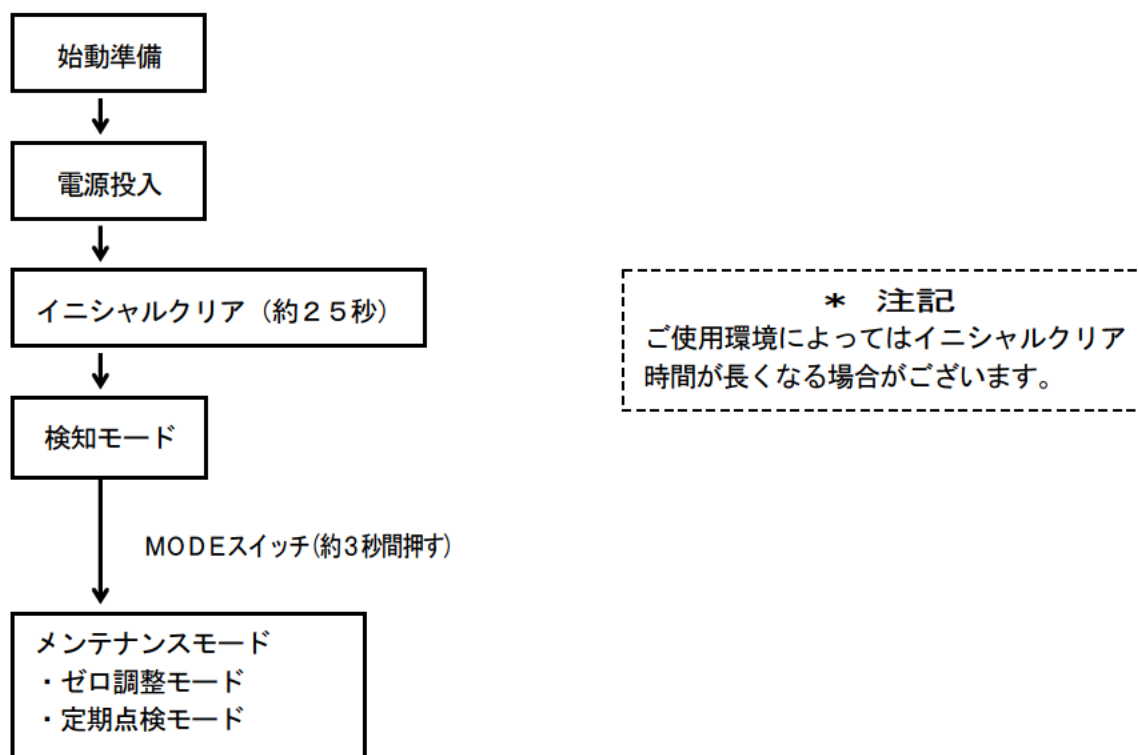 始動準備
電源投入
イニシャルクリア（約２５秒）
＊ 注記
ご使用環境によってはイニシャルクリア
時間が長くなる場合がございます。
検知モード
ＭＯＤＥスイッチ(約３秒間押す)
メンテナンスモード
・ゼロ調整モード
・定期点検モード